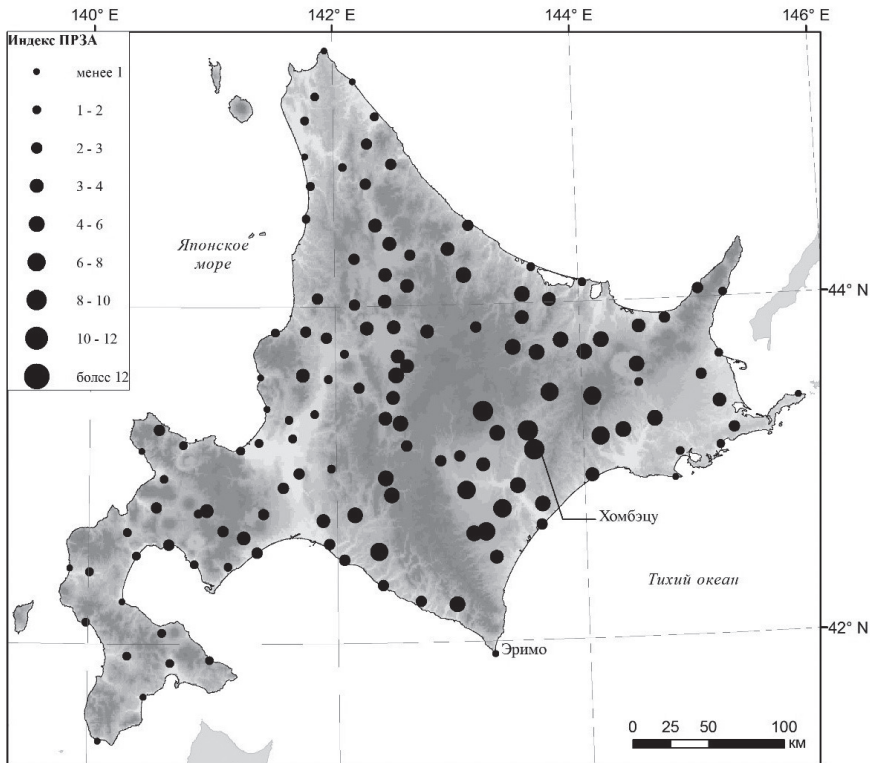 140° E 142° E 144° E 146° E
Индекс ПРЗА
менее 1
1 - 2
2 - 3
3 - 4
4 - 6
6 - 8
8 - 10
10 - 12
более 12
Японское
море
44° N
Хомбэцу
Тихий океан
42° N
Эримо
0 25 50 100
км